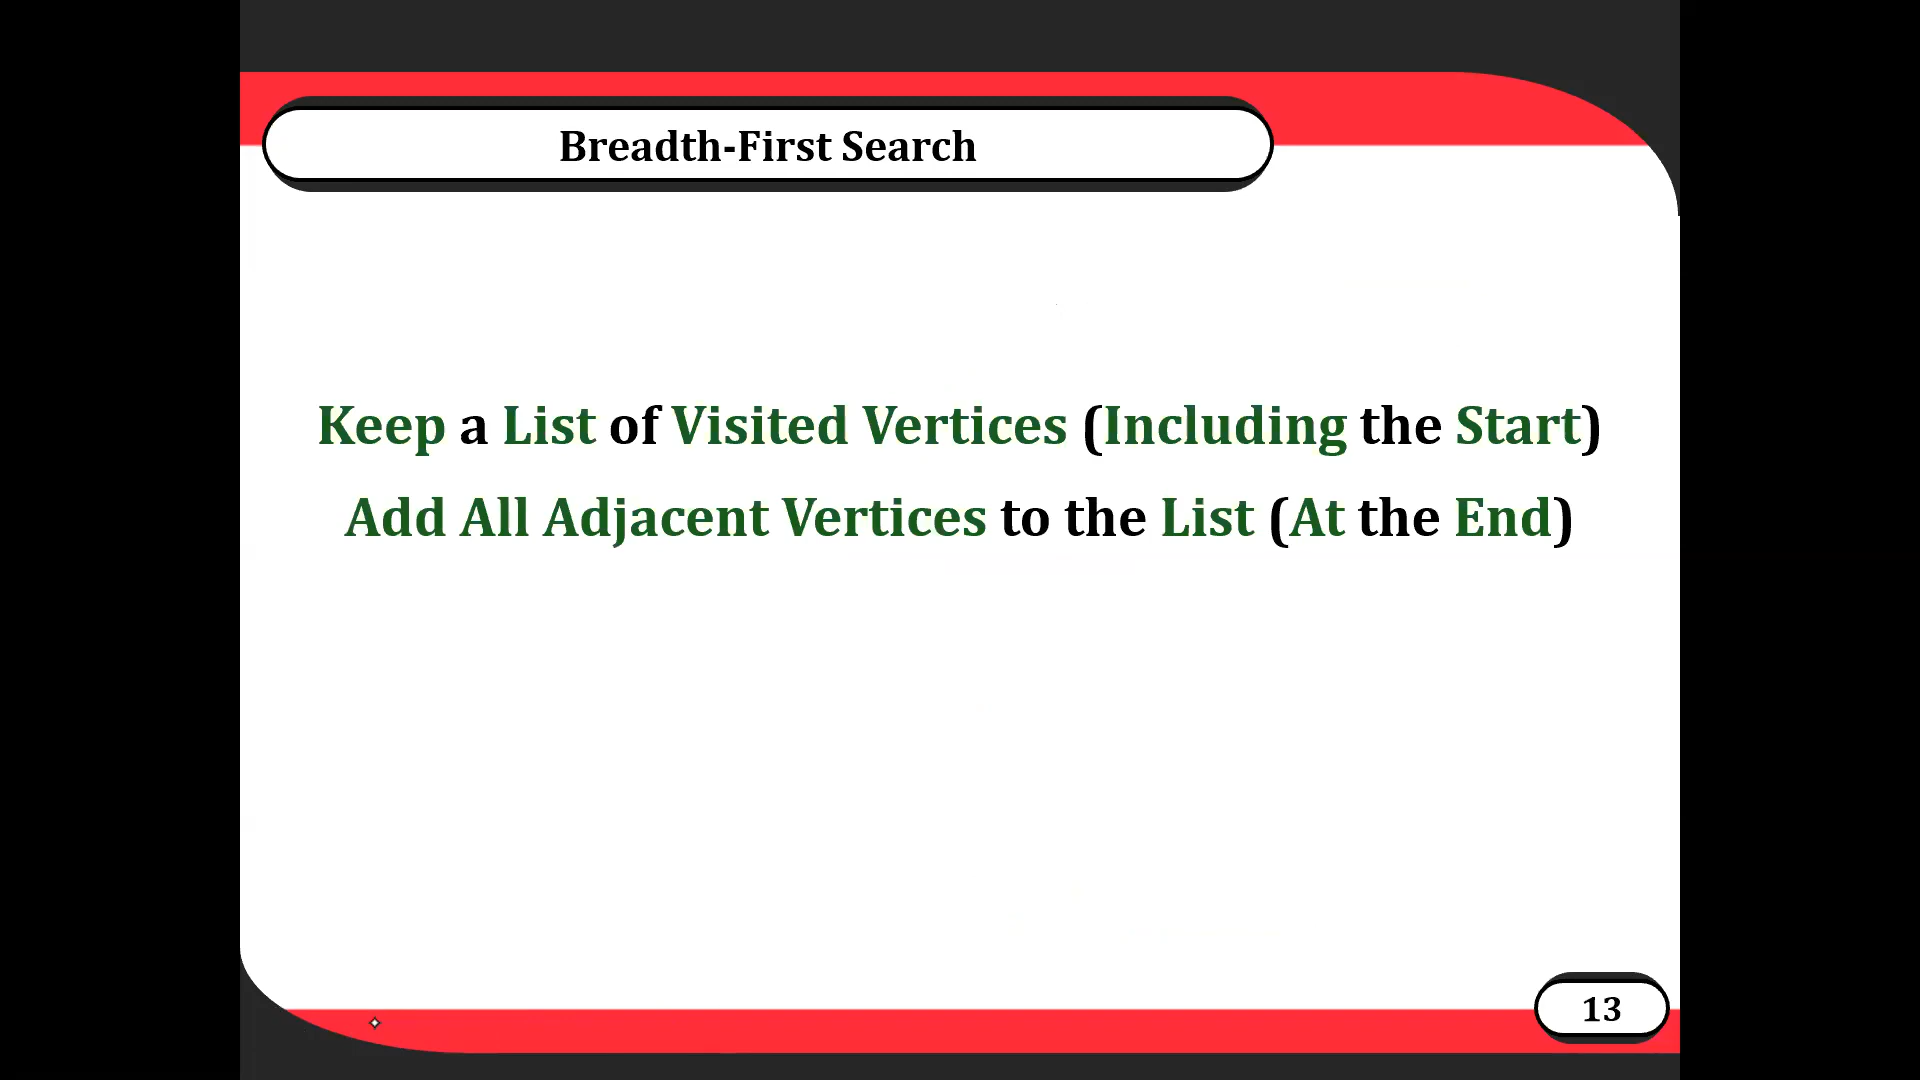 Breadth-First Search
Keep a List of Visited Vertices (Including the Start)
Add All Adjacent Vertices to the List (At the End)
13